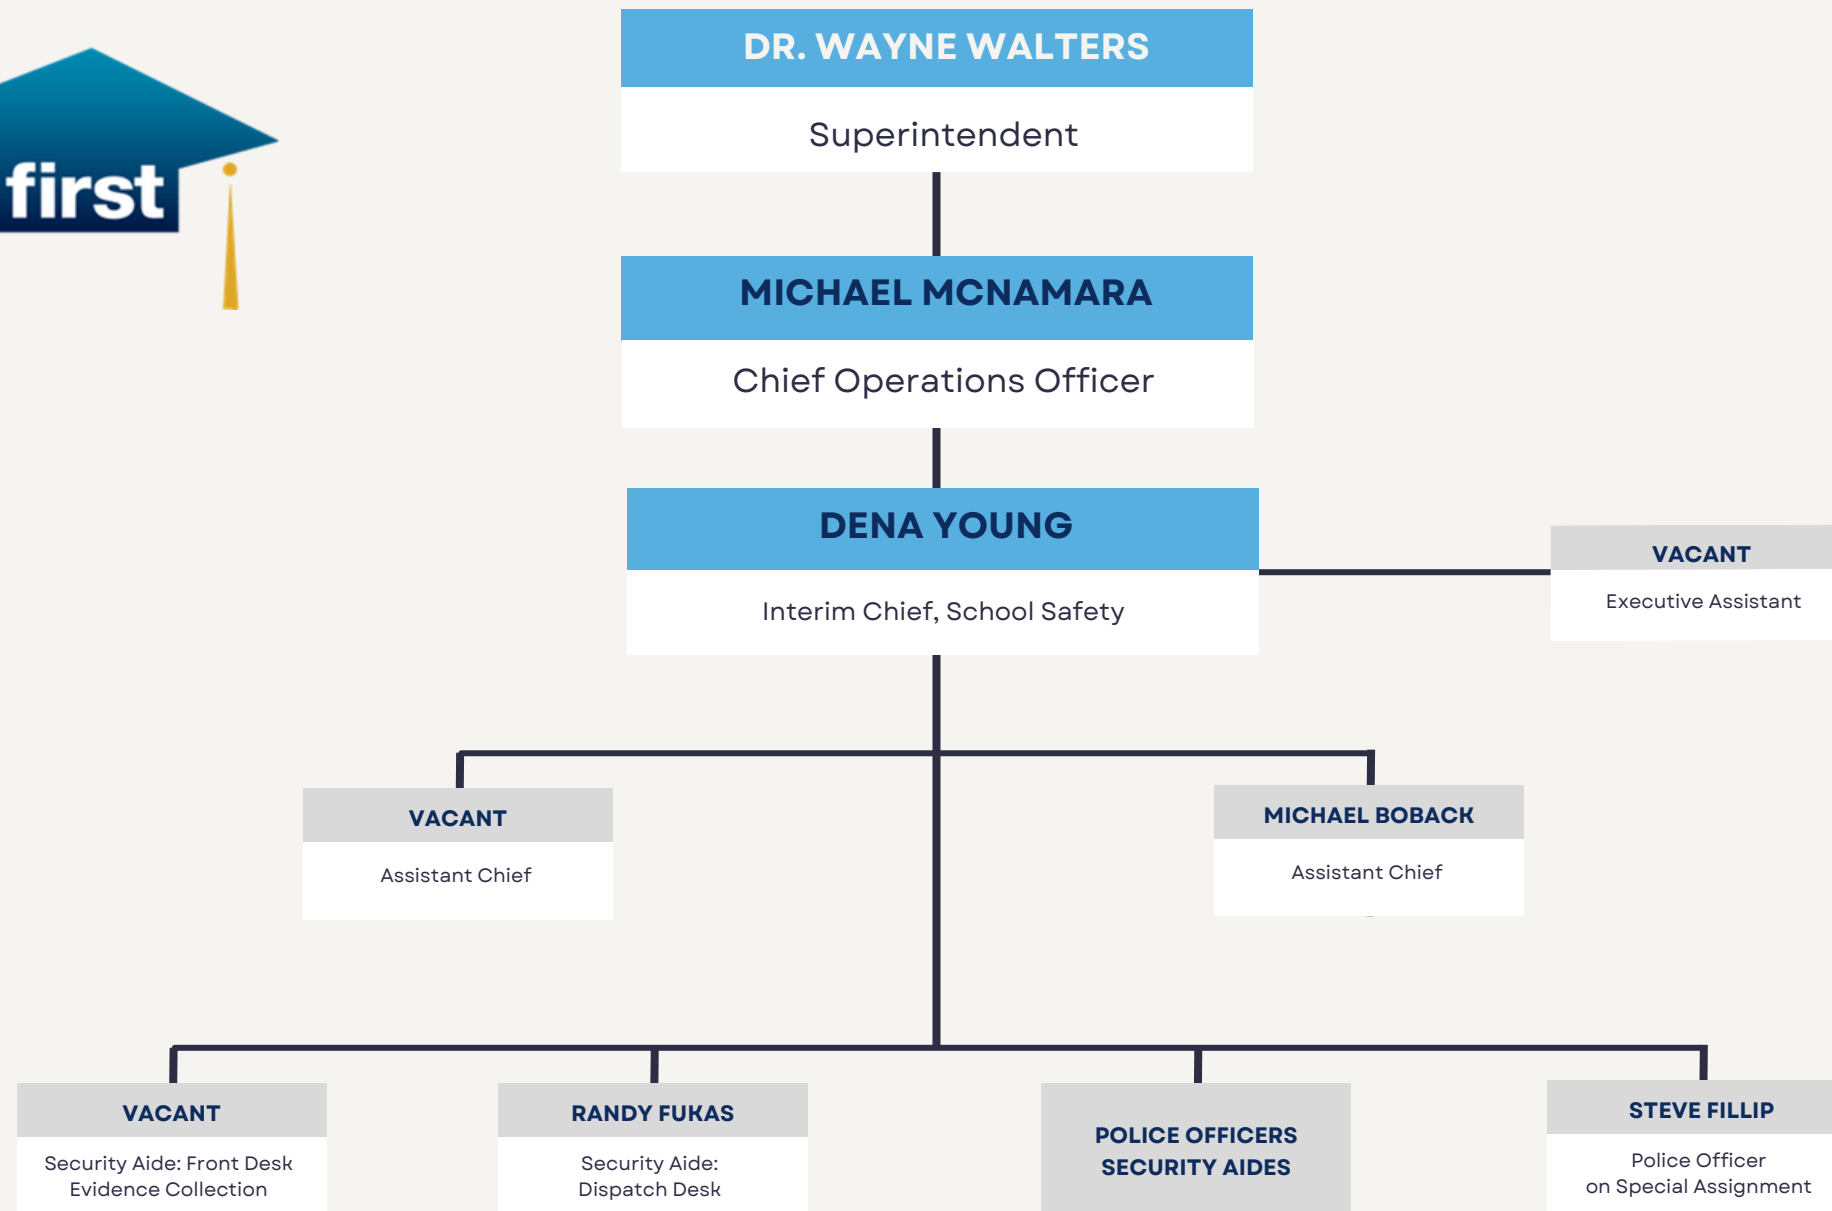 first
DR. WAYNE WALTERS
Superintendent
MICHAEL MCNAMARA
Chief Operations Officer
DENA YOUNG
Interim Chief, School Safety
VACANT
Executive Assistant
VACANT
Assistant Chief
MICHAEL BOBACK
Assistant Chief
VACANT
Security Aide: Front Desk
Evidence Collection
RANDY FUKAS
Security Aide:
Dispatch Desk
POLICE OFFICERS
SECURITY AIDES
STEVE FILLIP
Police Officer
on Special Assignment